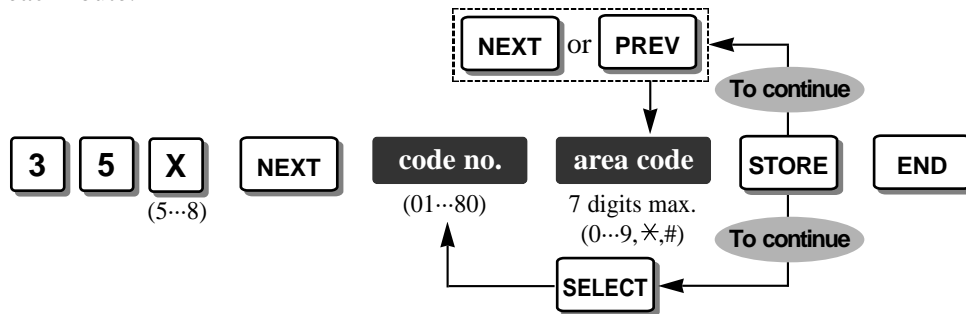 NEXT or PREV
To continue
3 5 X NEXT code no. area code STORE END
(5···8) (01···80) 7 digits max.
(0···9,✕,#)
To continue
SELECT